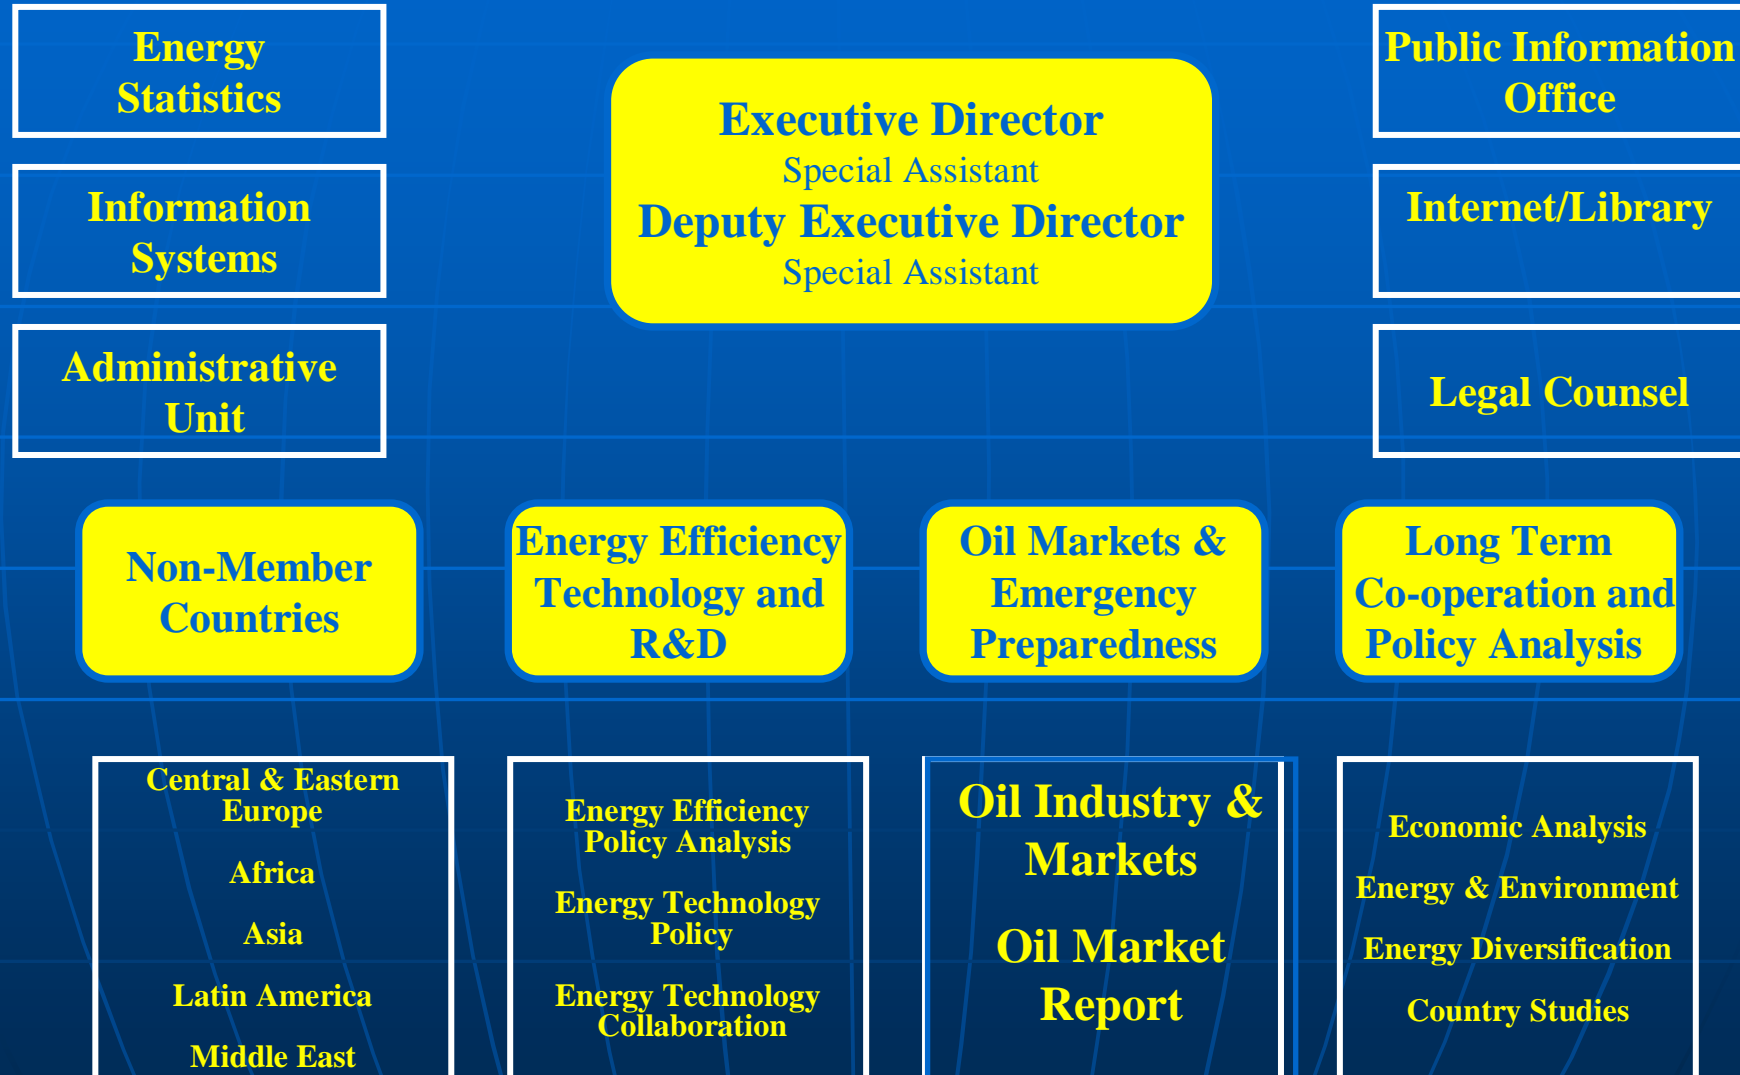 Energy
Statistics
Information
Systems
Administrative
Unit
Executive Director
Special Assistant
Deputy Executive Director
Special Assistant
Public Information
Office
Internet/Library
Legal Counsel
Non-Member
Countries
Energy Efficiency
Technology and
R&D
Oil Markets &
Emergency
Preparedness
Long Term
Co-operation and
Policy Analysis
Central & Eastern
Europe
Africa
Asia
Latin America
Middle East
Energy Efficiency
Policy Analysis
Energy Technology
Policy
Energy Technology
Collaboration
Oil Industry &
Markets
Oil Market
Report
Economic Analysis
Energy & Environment
Energy Diversification
Country Studies